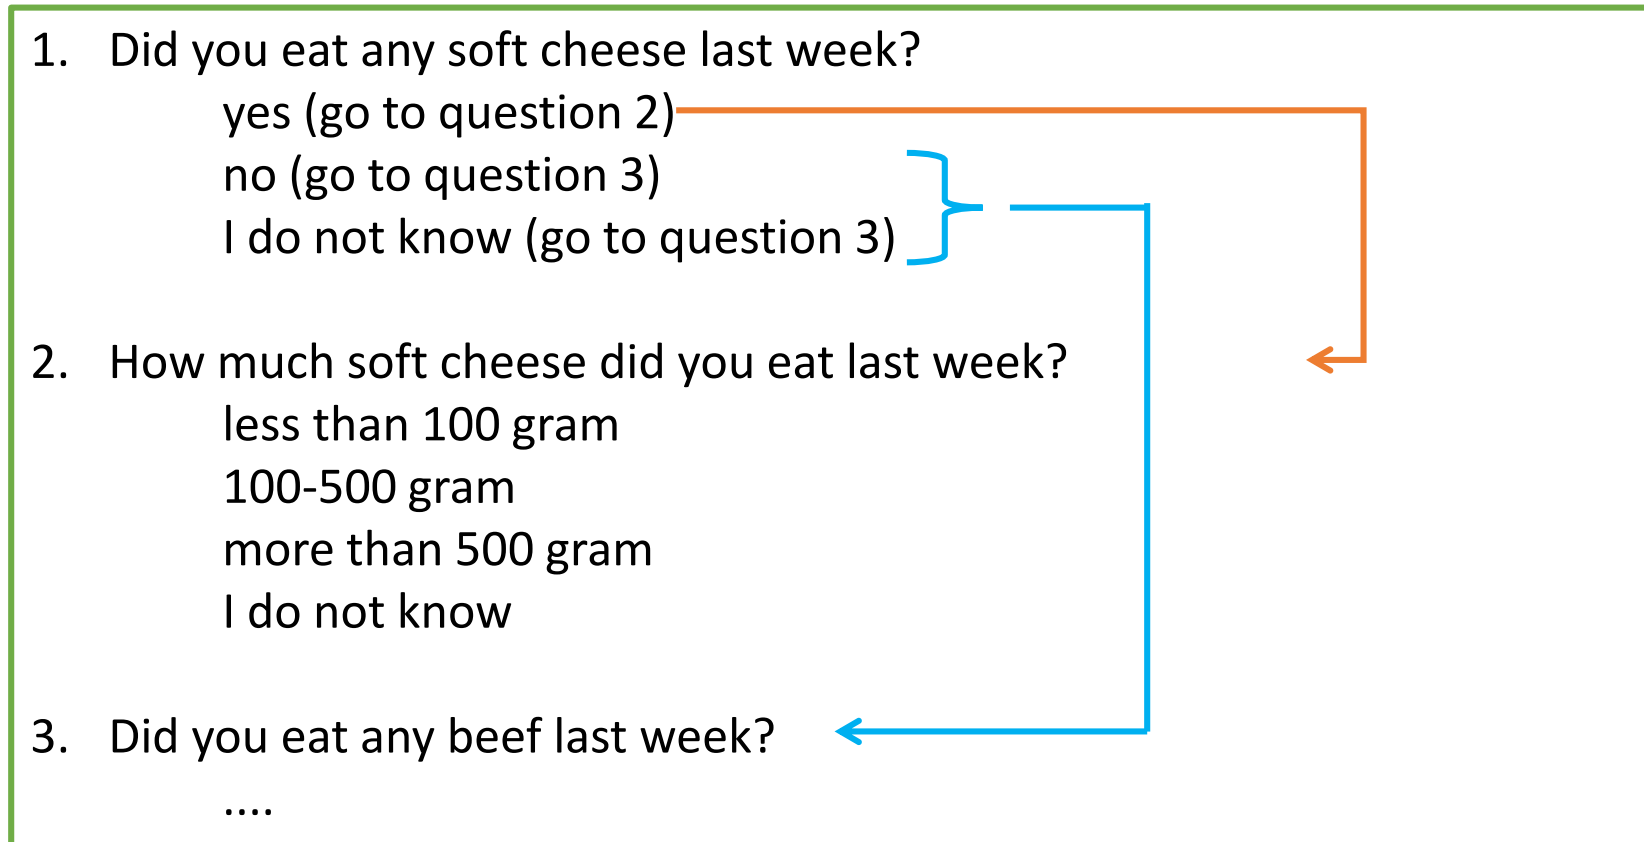 1. Did you eat any soft cheese last week?
yes (go to question 2)
no (go to question 3)
I do not know (go to question 3)
2. How much soft cheese did you eat last week?
less than 100 gram
100-500 gram
more than 500 gram
I do not know
3. Did you eat any beef last week?
....